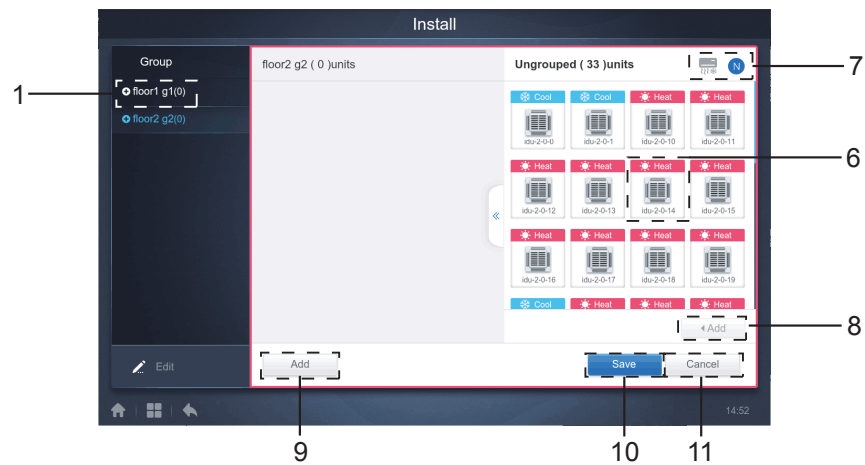 Install
Group
floor1 g1(0)
floor2 g2(0)
Edit
floor2 g2 ( 0 )units
Ungrouped ( 33 )units
N
Cool Cool Heat Heat
idu-2-0-0 idu-2-0-1 idu-2-0-10 idu-2-0-11
Heat Heat Heat Heat
idu-2-0-12 idu-2-0-13 idu-2-0-14 idu-2-0-15
Heat Heat Heat Heat
idu-2-0-16 idu-2-0-17 idu-2-0-18 idu-2-0-19
Cool Heat Heat Heat
Add
Add
Save
Cancel
14:52
1
7
6
8
9
10
11